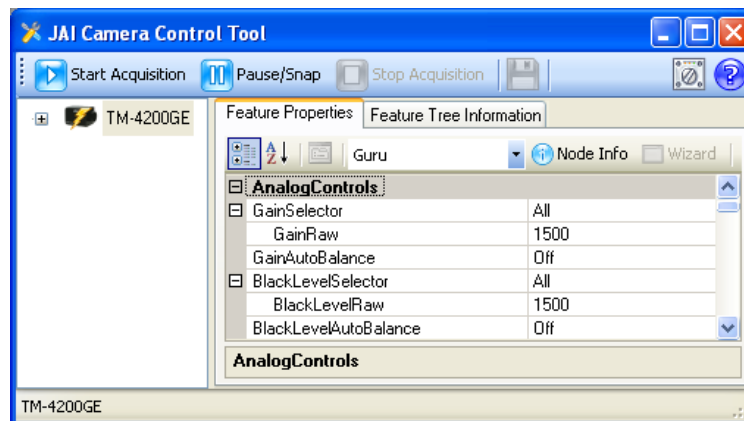 JAI Camera Control Tool
Start Acquisition Pause/Snap Stop Acquisition
TM-4200GE
Feature Properties Feature Tree Information
Guru Node Info Wizard
AnalogControls
GainSelector All
GainRaw 1500
GainAutoBalance Off
BlackLevelSelector All
BlackLevelRaw 1500
BlackLevelAutoBalance Off
AnalogControls
TM-4200GE